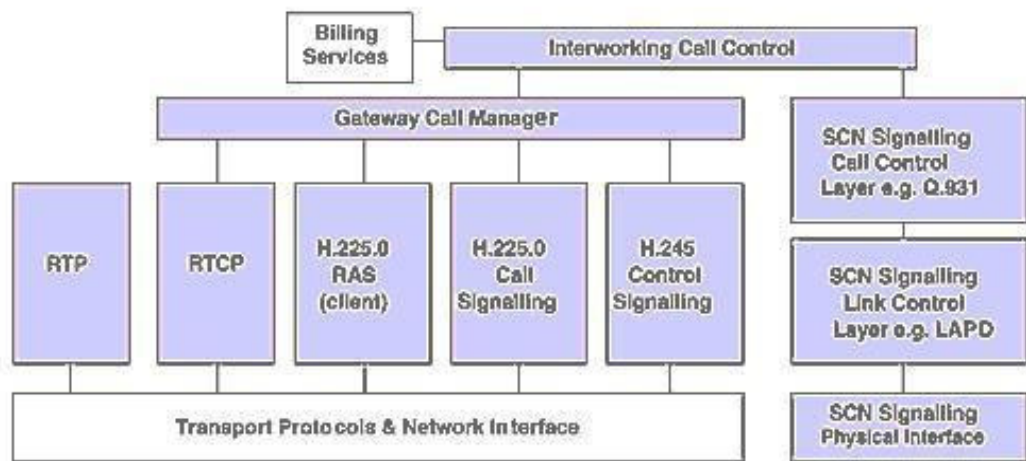 Billing
Services
Interworking Call Control
Gateway Call Manager
SCN Signalling
Call Control
Layer e.g. Q.931
RTP
RTCP
H.225.0
RAS
(client)
H.225.0
Call
Signalling
H.245
Control
Signalling
SCN Signalling
Link Control
Layer e.g. LAPD
Transport Protocols & Network Interface
SCN Signalling
Physical Interface